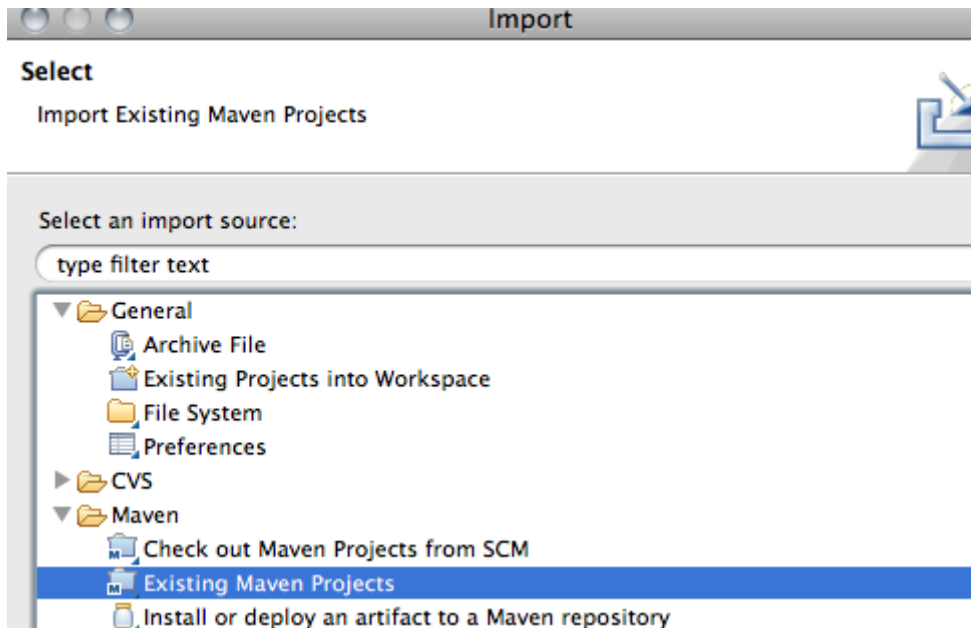 Import
Select
Import Existing Maven Projects
Select an import source:
type filter text
General
Archive File
Existing Projects into Workspace
File System
Preferences
CVS
Maven
Check out Maven Projects from SCM
Existing Maven Projects
Install or deploy an artifact to a Maven repository